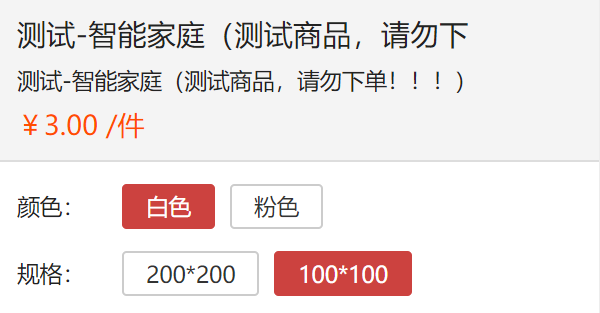 测试-智能家庭（测试商品，请勿下
测试-智能家庭（测试商品，请勿下单！！！）
￥3.00 /件
颜色： 白色 粉色
规格： 200*200 100*100